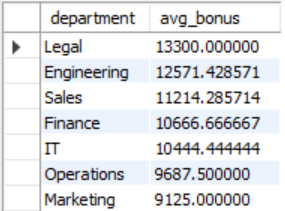 department avg_bonus
Legal 13300.000000
Engineering 12571.428571
Sales 11214.285714
Finance 10666.666667
IT 10444.444444
Operations 9687.500000
Marketing 9125.000000